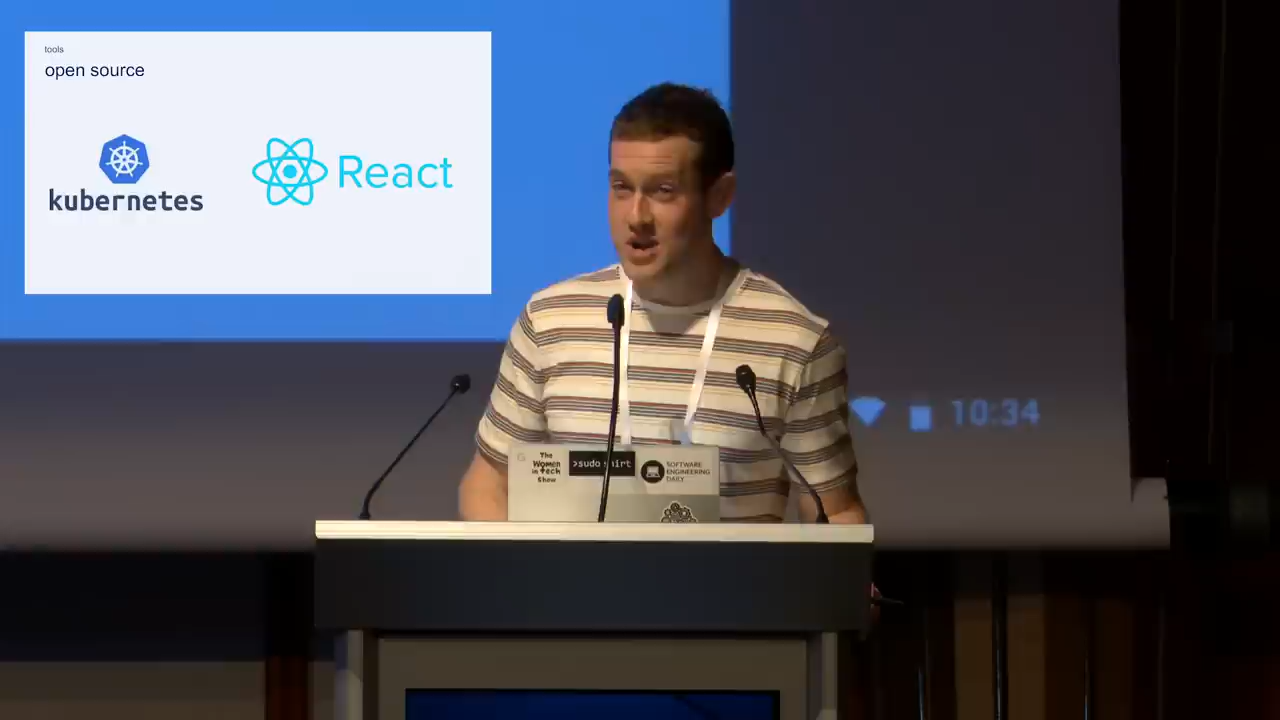 tools
open source
kubernetes
React
10:34
The
Women
in Tech
Show
>sudo
SOFTWARE
ENGINEERING
DAILY